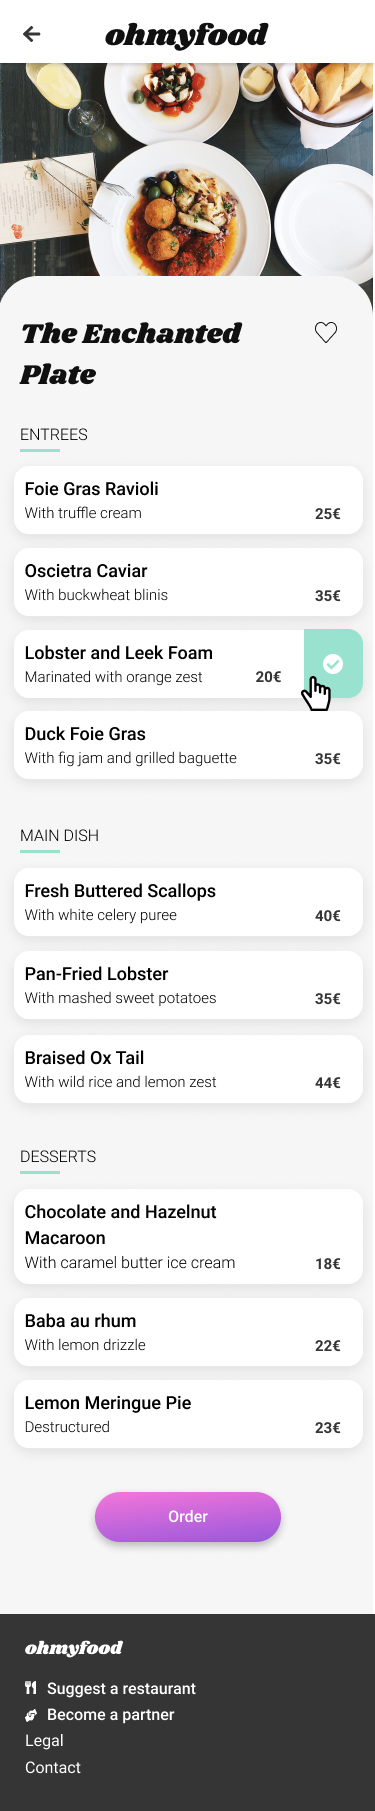 ohmyfood
The Enchanted
Plate
ENTREES
Foie Gras Ravioli
With truffle cream
25€
Oscietra Caviar
With buckwheat blinis
35€
Lobster and Leek Foam
Marinated with orange zest
20€
Duck Foie Gras
With fig jam and grilled baguette
35€
MAIN DISH
Fresh Buttered Scallops
With white celery puree
40€
Pan-Fried Lobster
With mashed sweet potatoes
35€
Braised Ox Tail
With wild rice and lemon zest
44€
DESSERTS
Chocolate and Hazelnut
Macaroon
With caramel butter ice cream
18€
Baba au rhum
With lemon drizzle
22€
Lemon Meringue Pie
Destructured
23€
Order
ohmyfood
Suggest a restaurant
Become a partner
Legal
Contact